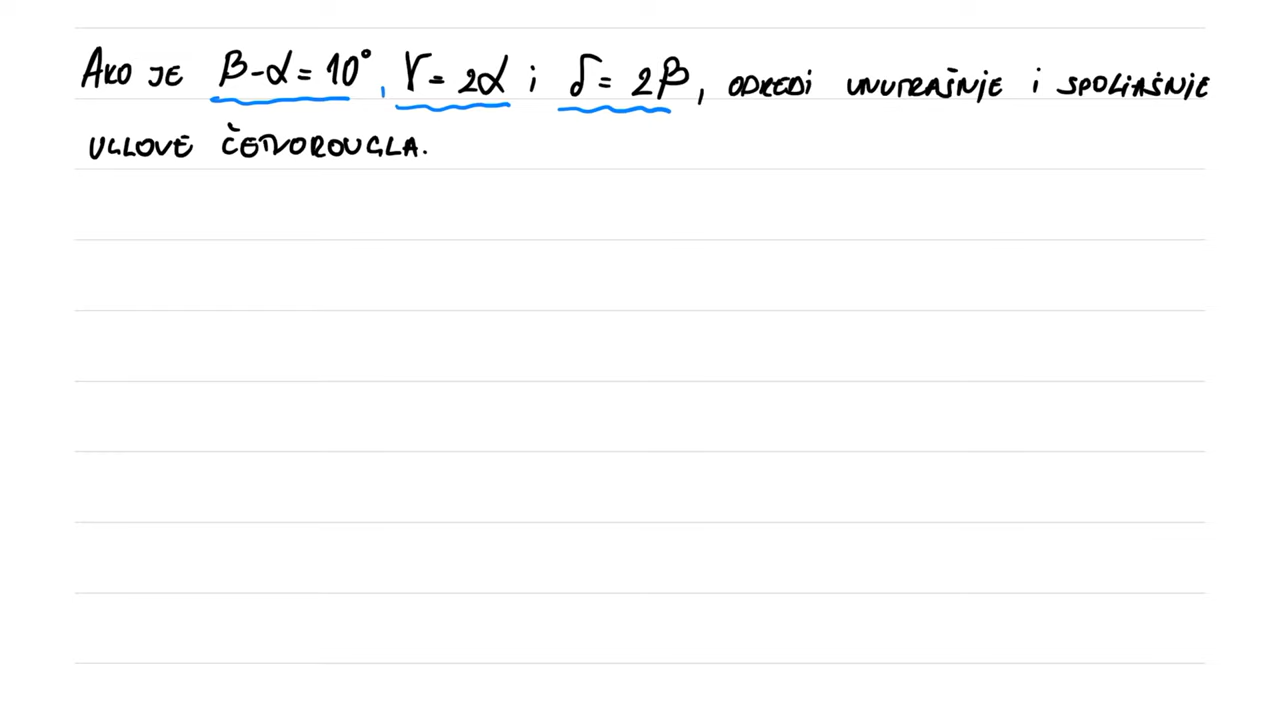 AKO JE β-α=10°, γ=2α i δ=2β, ODREDI UNUTRAŠNJE I SPOLJAŠNJE
UGLOVE ČETVOROUGLA.